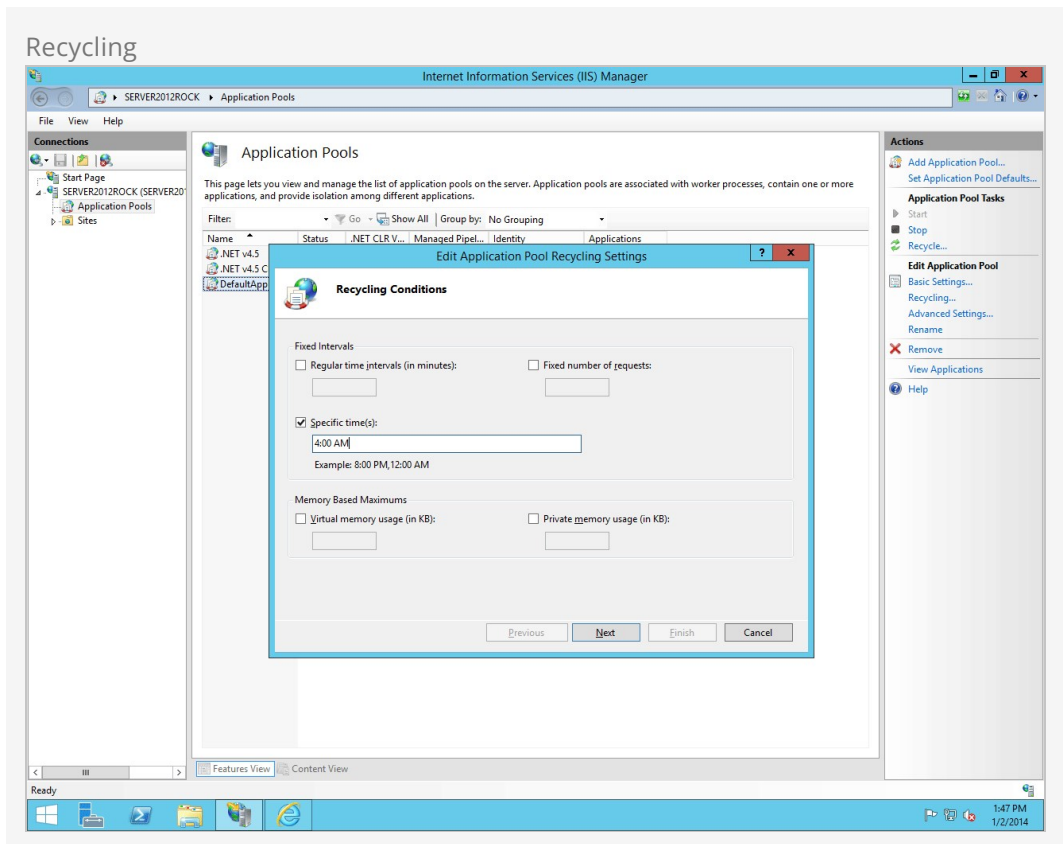 Recycling
Internet Information Services (IIS) Manager
SERVER2012ROCK Application Pools
File View Help
Connections
Start Page
SERVER2012ROCK (SERVER20
Application Pools
Sites
Application Pools
This page lets you view and manage the list of application pools on the server. Application pools are associated with worker processes, contain one or more
applications, and provide isolation among different applications.
Filter: Go Show All Group by: No Grouping
Name Status .NET CLR V... Managed Pipel... Identity Applications
.NET v4.5
.NET v4.5 C
DefaultApp
Edit Application Pool Recycling Settings ? x
Recycling Conditions
Fixed Intervals
Regular time intervals (in minutes): Fixed number of requests:
Specific time(s):
4:00 AM
Example: 8:00 PM,12:00 AM
Memory Based Maximums
Virtual memory usage (in KB): Private memory usage (in KB):
Previous Next Finish Cancel
Actions
Add Application Pool...
Set Application Pool Defaults...
Application Pool Tasks
Start
Stop
Recycle...
Edit Application Pool
Basic Settings...
Recycling...
Advanced Settings...
Rename
Remove
View Applications
Help
Features View Content View
Ready
1:47 PM
1/2/2014